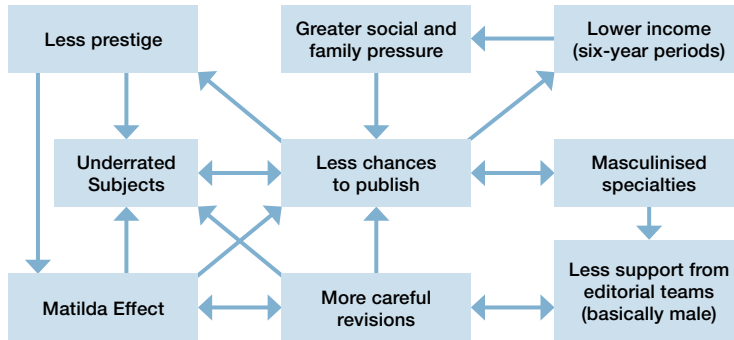 Less prestige
Greater social and
family pressure
Lower income
(six-year periods)
Underrated
Subjects
Less chances
to publish
Masculinised
specialties
Matilda Effect
More careful
revisions
Less support from
editorial teams
(basically male)